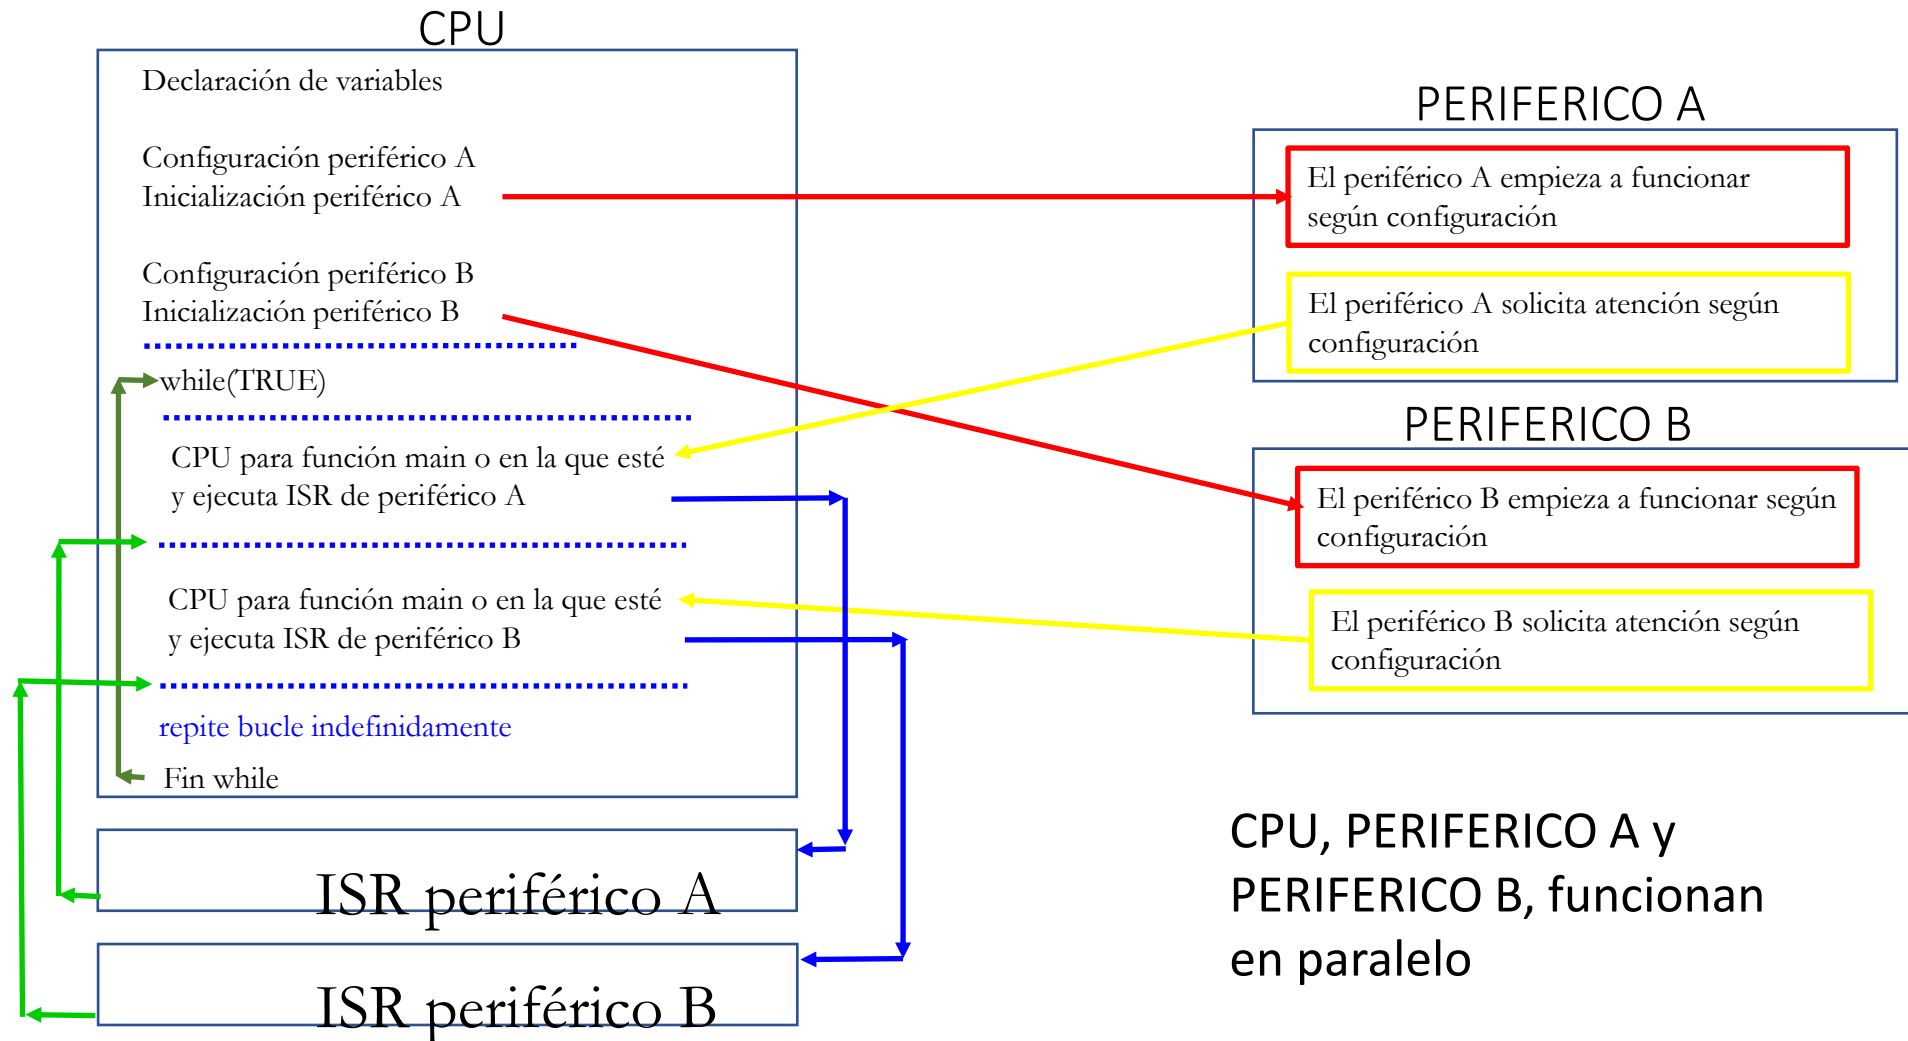 CPU
Declaración de variables
Configuración periférico A
Inicialización periférico A
Configuración periférico B
Inicialización periférico B
while(TRUE)
CPU para función main o en la que esté
y ejecuta ISR de periférico A
CPU para función main o en la que esté
y ejecuta ISR de periférico B
repite bucle indefinidamente
Fin while
ISR periférico A
ISR periférico B
PERIFERICO A
El periférico A empieza a funcionar
según configuración
El periférico A solicita atención según
configuración
PERIFERICO B
El periférico B empieza a funcionar según
configuración
El periférico B solicita atención según
configuración
CPU, PERIFERICO A y
PERIFERICO B, funcionan
en paralelo